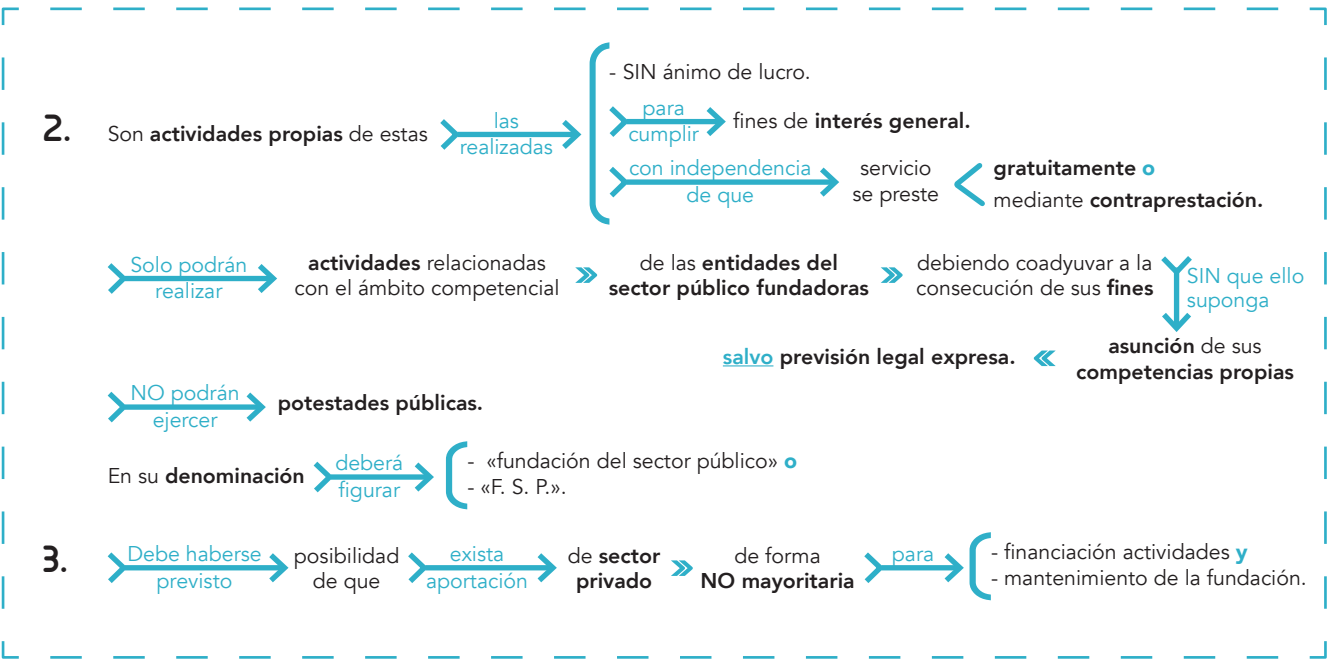 - SIN ánimo de lucro.
para
cumplir
fines de interés general.
2. Son actividades propias de estas
las
realizadas
con independencia
de que
servicio
se preste
gratuitamente o
mediante contraprestación.
Solo podrán
realizar
actividades relacionadas
con el ámbito competencial
de las entidades del
sector público fundadoras
debiendo coadyuvar a la
consecución de sus fines
SIN que ello
suponga
asunción de sus
competencias propias
salvo previsión legal expresa.
NO podrán
ejercer
potestades públicas.
En su denominación
deberá
figurar
- «fundación del sector público» o
- «F. S. P.».
3.
Debe haberse
previsto
posibilidad
de que
exista
aportación
de sector
privado
de forma
NO mayoritaria
para
- financiación actividades y
- mantenimiento de la fundación.